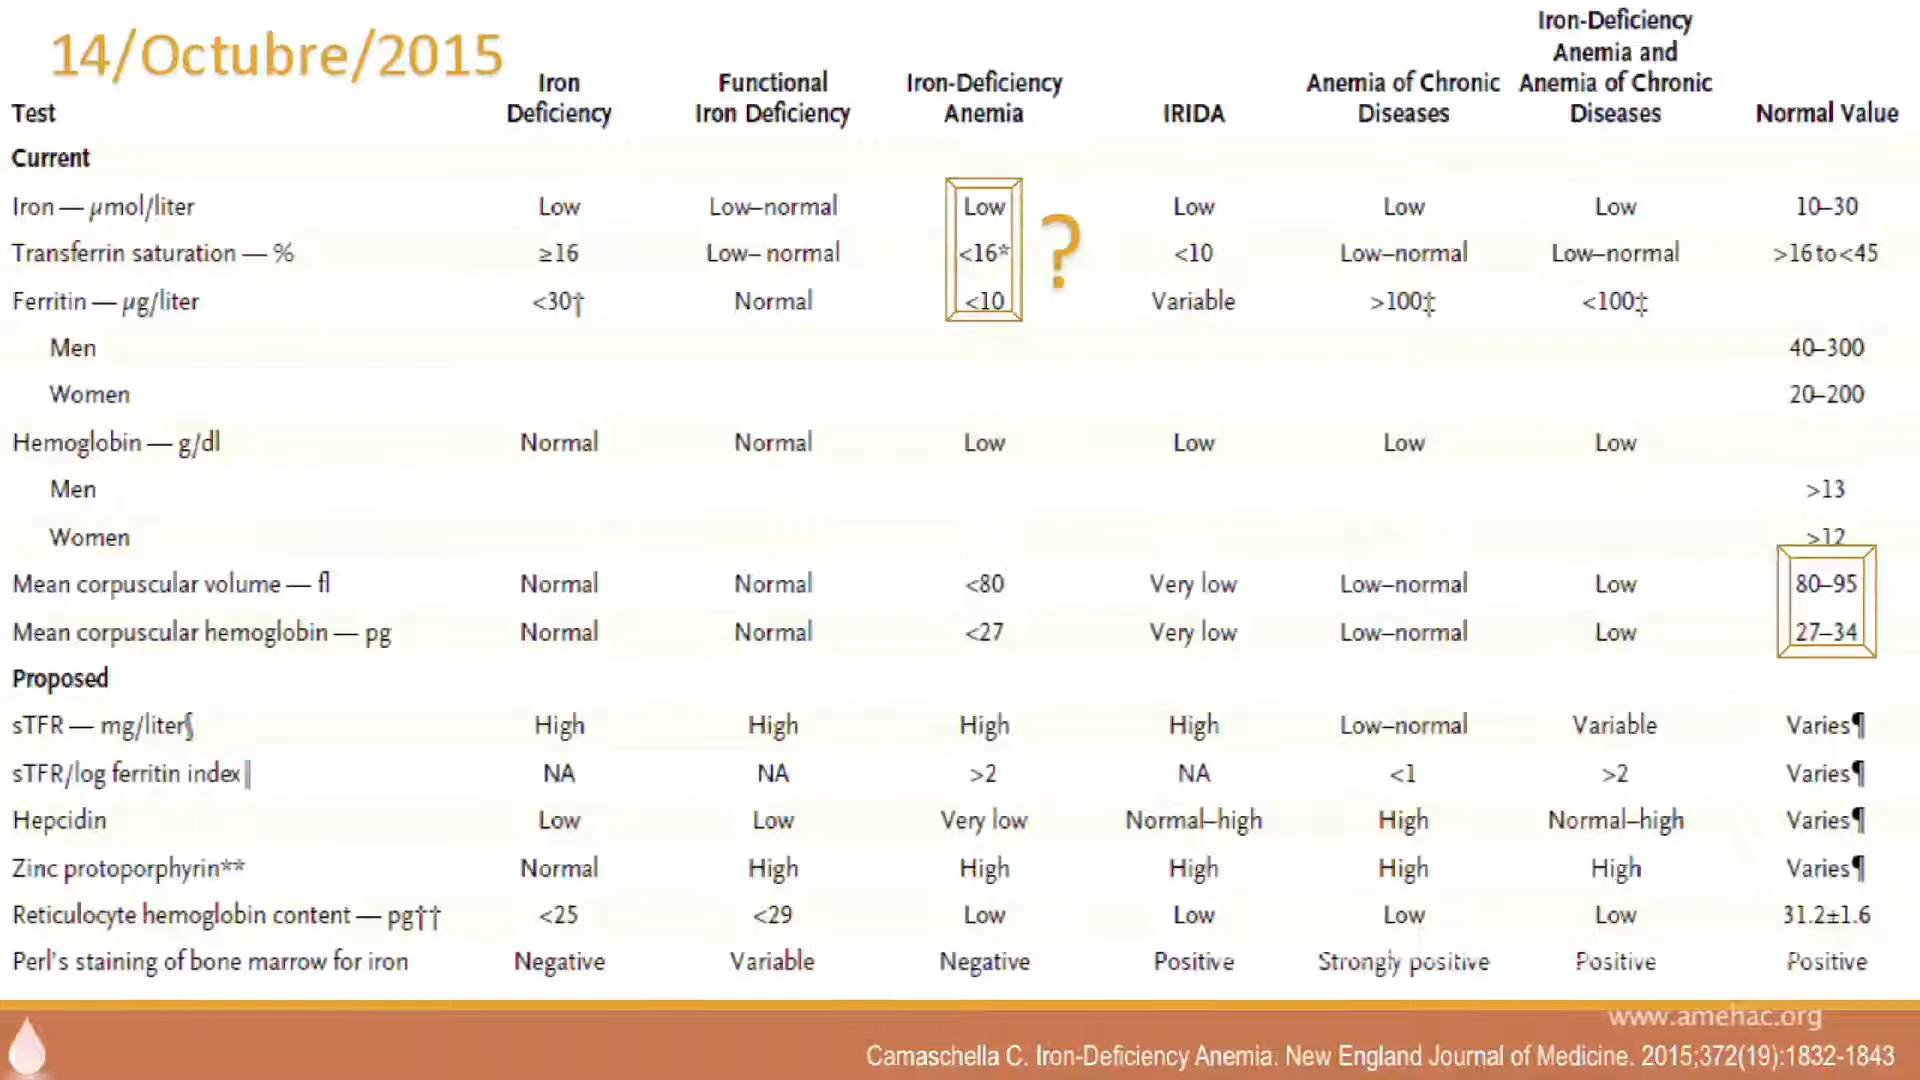 14/Octubre/2015
Test Iron Deficiency Functional Iron Deficiency Iron-Deficiency Anemia IRIDA Anemia of Chronic Diseases Iron-Deficiency Anemia and Anemia of Chronic Diseases Normal Value
Current
Iron — µmol/liter Low Low–normal Low Low Low Low 10–30
Transferrin saturation — % ≥16 Low– normal <16* <10 Low–normal Low–normal >16 to <45
?
Ferritin — µg/liter <30† Normal <10 Variable >100‡ <100‡
Men 40–300
Women 20–200
Hemoglobin — g/dl Normal Normal Low Low Low Low
Men >13
Women >12
Mean corpuscular volume — fl Normal Normal <80 Very low Low–normal Low 80–95
Mean corpuscular hemoglobin — pg Normal Normal <27 Very low Low–normal Low 27–34
Proposed
sTFR — mg/liter§ High High High High Low–normal Variable Varies¶
sTFR/log ferritin index‖ NA NA >2 NA <1 >2 Varies¶
Hepcidin Low Low Very low Normal–high High Normal–high Varies¶
Zinc protoporphyrin** Normal High High High High High Varies¶
Reticulocyte hemoglobin content — pg†† <25 <29 Low Low Low Low 31.2±1.6
Perl's staining of bone marrow for iron Negative Variable Negative Positive Strongly positive Positive Positive
www.amehac.org
Camaschella C. Iron-Deficiency Anemia. New England Journal of Medicine. 2015;372(19):1832-1843